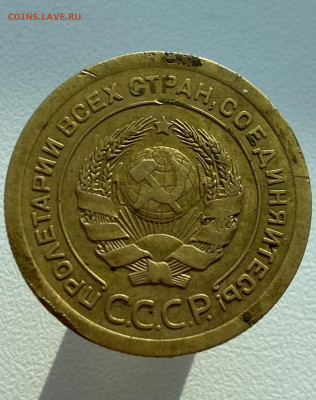 COINS.LAVE.RU
ПРОЛЕТАРИИ ВСЕХ СТРАН, СОЕДИНЯЙТЕСЬ!
С.С.С.Р.